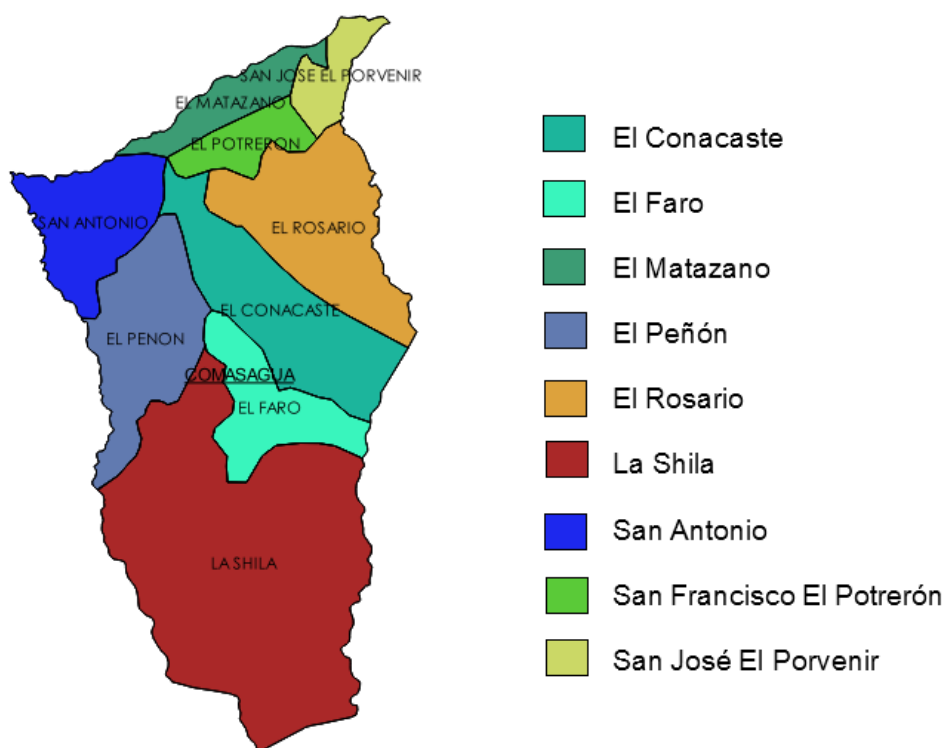 SAN JOSE EL PORVENIR
EL MATAZANO
EL POTRERON
SAN ANTONIO
EL ROSARIO
EL CONACASTE
EL PENON
COMASAGUA
EL FARO
LA SHILA
El Conacaste
El Faro
El Matazano
El Peñón
El Rosario
La Shila
San Antonio
San Francisco El Potrerón
San José El Porvenir